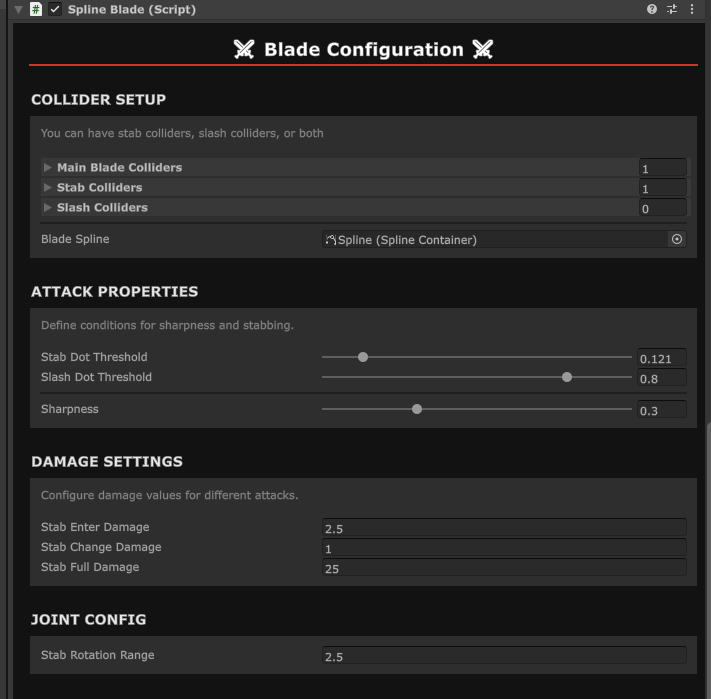 # Spline Blade (Script)
⚔ Blade Configuration ⚔
COLLIDER SETUP
You can have stab colliders, slash colliders, or both
Main Blade Colliders 1
Stab Colliders 1
Slash Colliders 0
Blade Spline Spline (Spline Container)
ATTACK PROPERTIES
Define conditions for sharpness and stabbing.
Stab Dot Threshold 0.121
Slash Dot Threshold 0.8
Sharpness 0.3
DAMAGE SETTINGS
Configure damage values for different attacks.
Stab Enter Damage 2.5
Stab Change Damage 1
Stab Full Damage 25
JOINT CONFIG
Stab Rotation Range 2.5